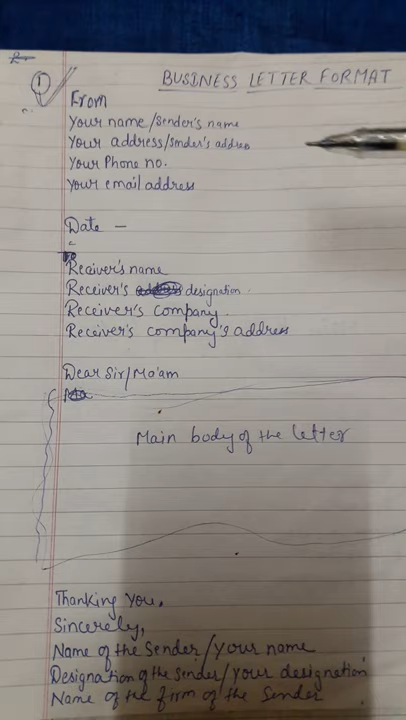 ①
BUSINESS LETTER FORMAT
From
Your name/Sender's name
Your address/Sender's addres
Your Phone no.
Your email address
Date –
Reciver's name
Receiver's designation.
Receiver's company.
Receiver's company's address
Dear Sir/Ma'am
Main body of the letter
Thanking You.
Sincerely,
Name of the Sender/Your name
Designation of the Sender/Your designation
Name of the firm of the Sender